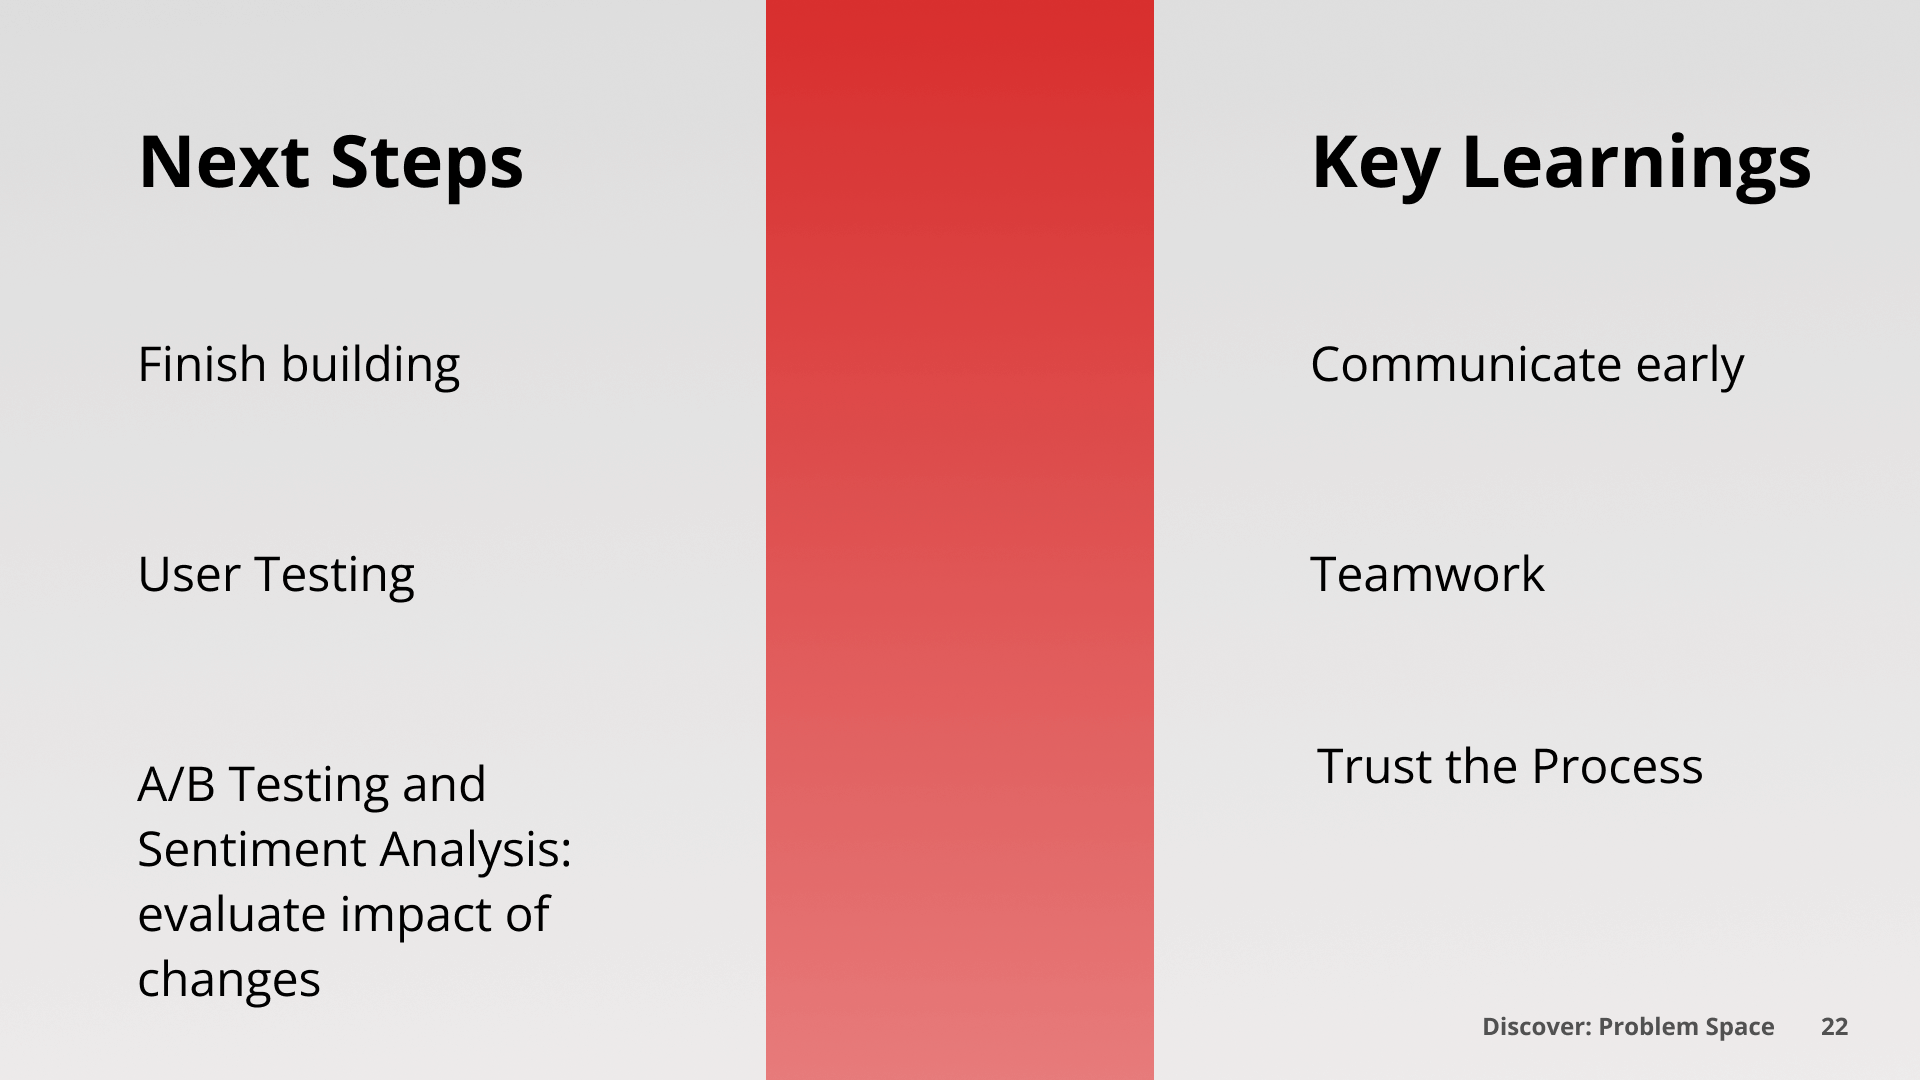 Next Steps
Finish building
User Testing
A/B Testing and
Sentiment Analysis:
evaluate impact of
changes
Key Learnings
Communicate early
Teamwork
Trust the Process
Discover: Problem Space 22